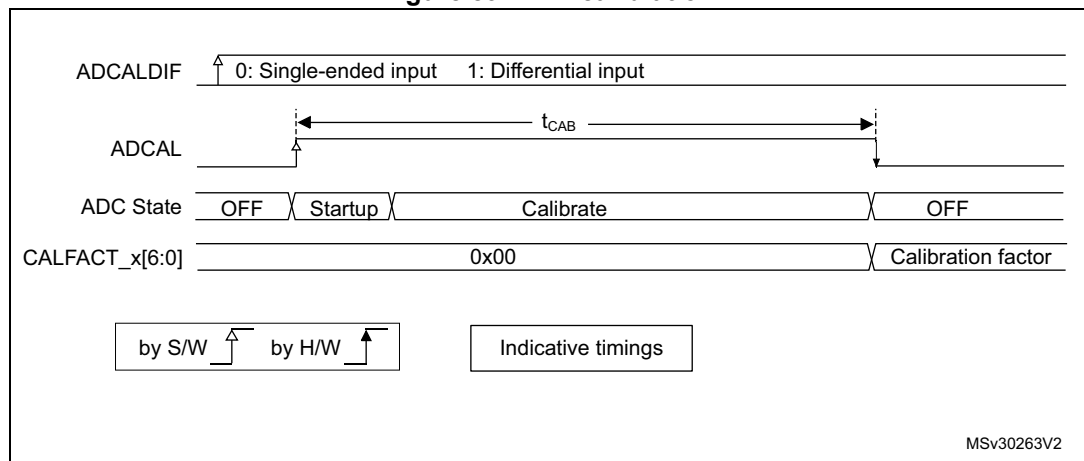 ADCALDIF 0: Single-ended input 1: Differential input
tCAB
ADCAL
ADC State OFF Startup Calibrate OFF
CALFACT_x[6:0] 0x00 Calibration factor
by S/W by H/W Indicative timings
MSv30263V2